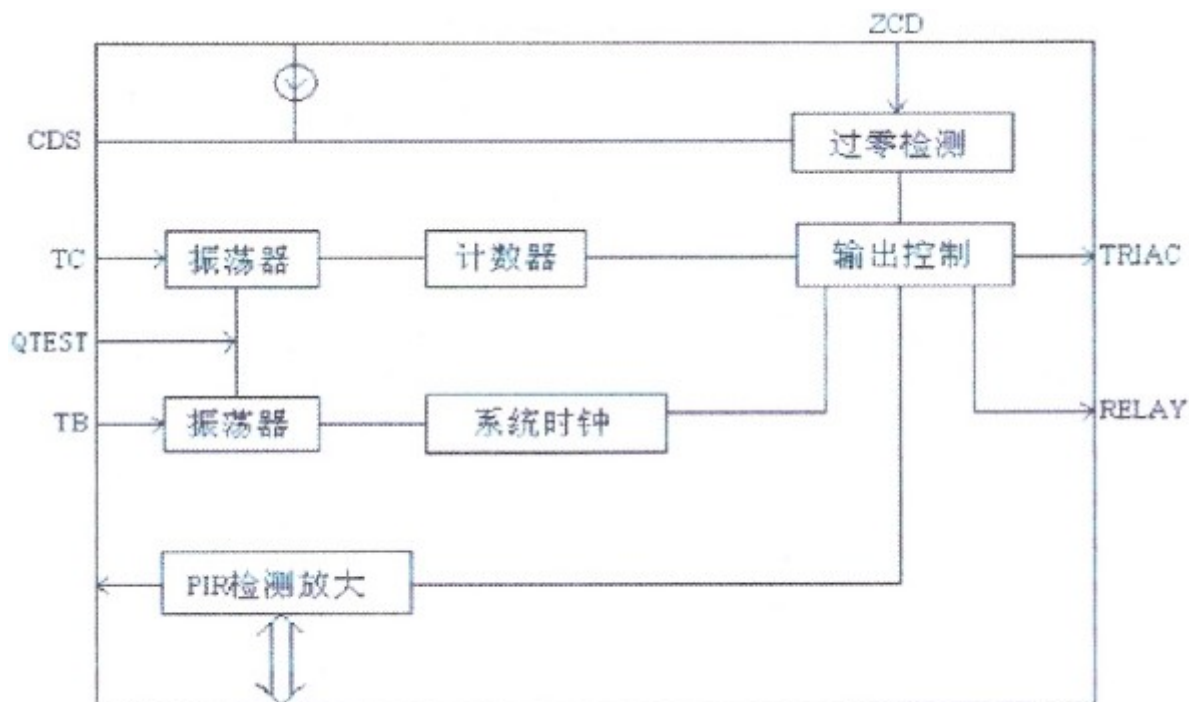 ZCD
CDS
过零检测
TC
振荡器
计数器
输出控制
TRIAC
QTEST
TB
振荡器
系统时钟
RELAY
PIR检测放大